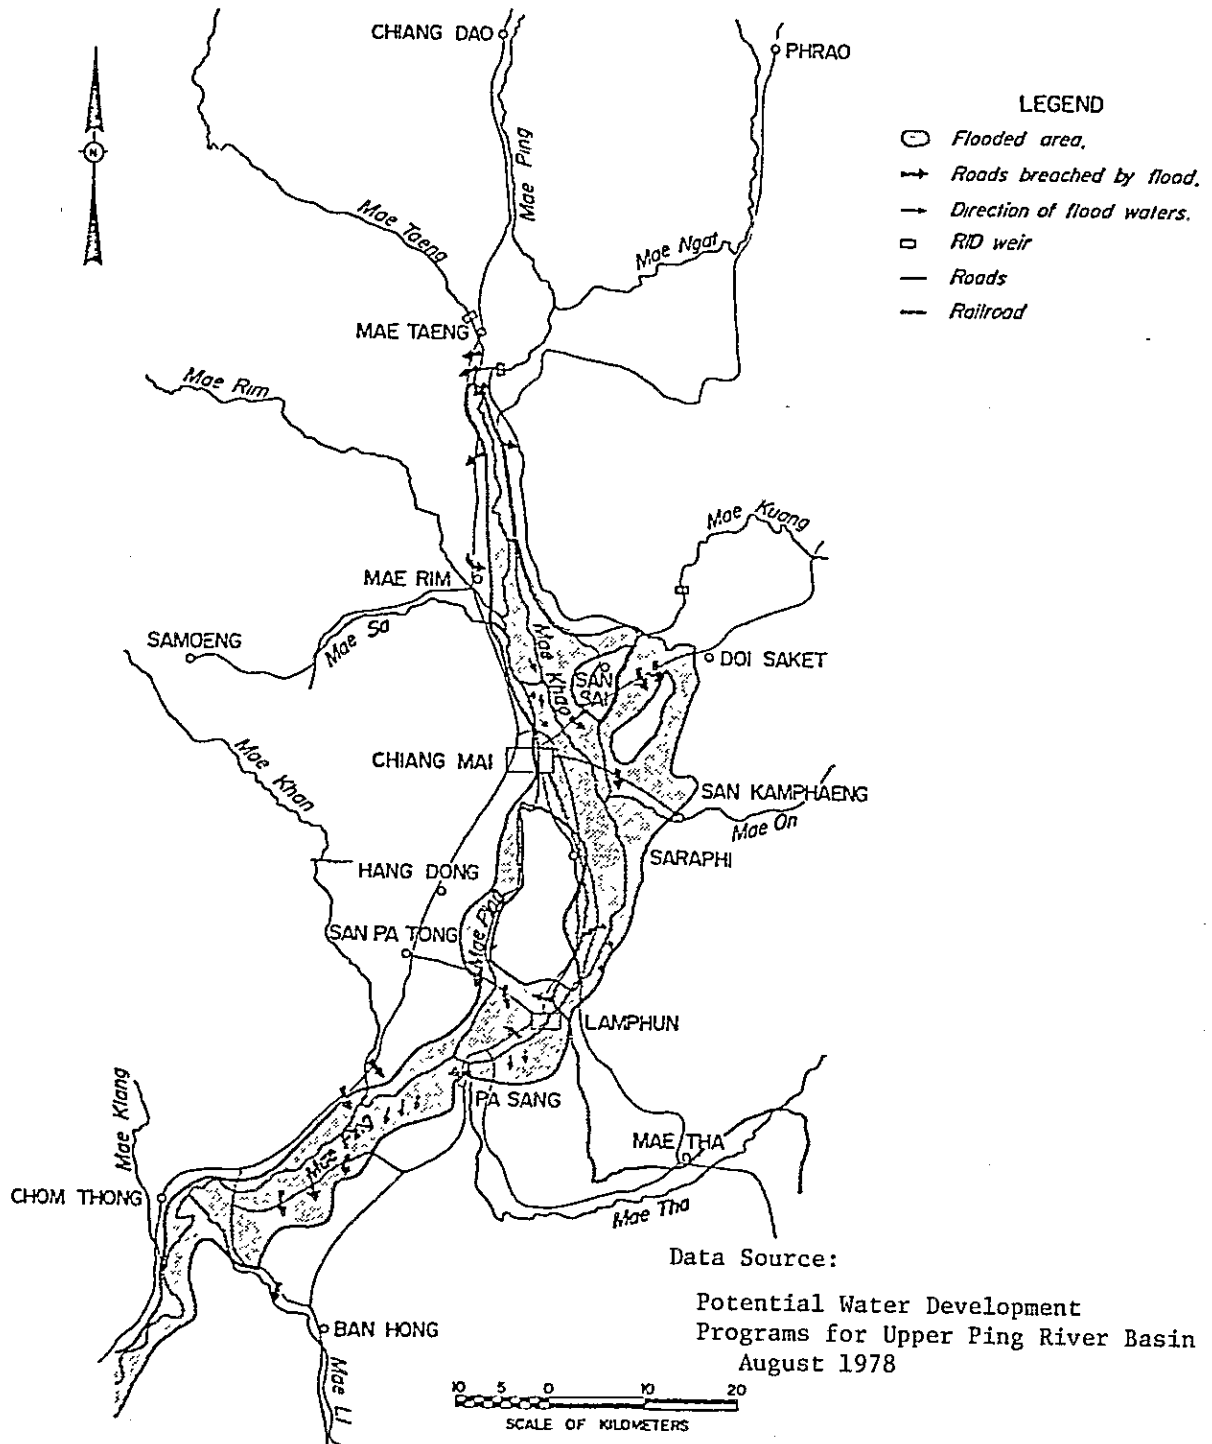 CHIANG DAO
PHRAO
N
LEGEND
Flooded area.
Roads breached by flood.
Direction of flood waters.
RID weir
Roads
Railroad
Mae Ping
Mae Taeng
Mae Ngat
MAE TAENG
Mae Rim
Mae Kuang
MAE RIM
Mae Sa
SAMOENG
Mae Khao
SAN SAI
DOI SAKET
Mae Khan
CHIANG MAI
SAN KAMPHAENG
Mae On
SARAPHI
HANG DONG
Mae Ping
SAN PA TONG
LAMPHUN
Mae Klang
PA SANG
Mae Ping
MAE THA
CHOM THONG
Mae Tha
Data Source:
Potential Water Development
Programs for Upper Ping River Basin
August 1978
BAN HONG
Mae Li
10 5 0 10 20
SCALE OF KILOMETERS